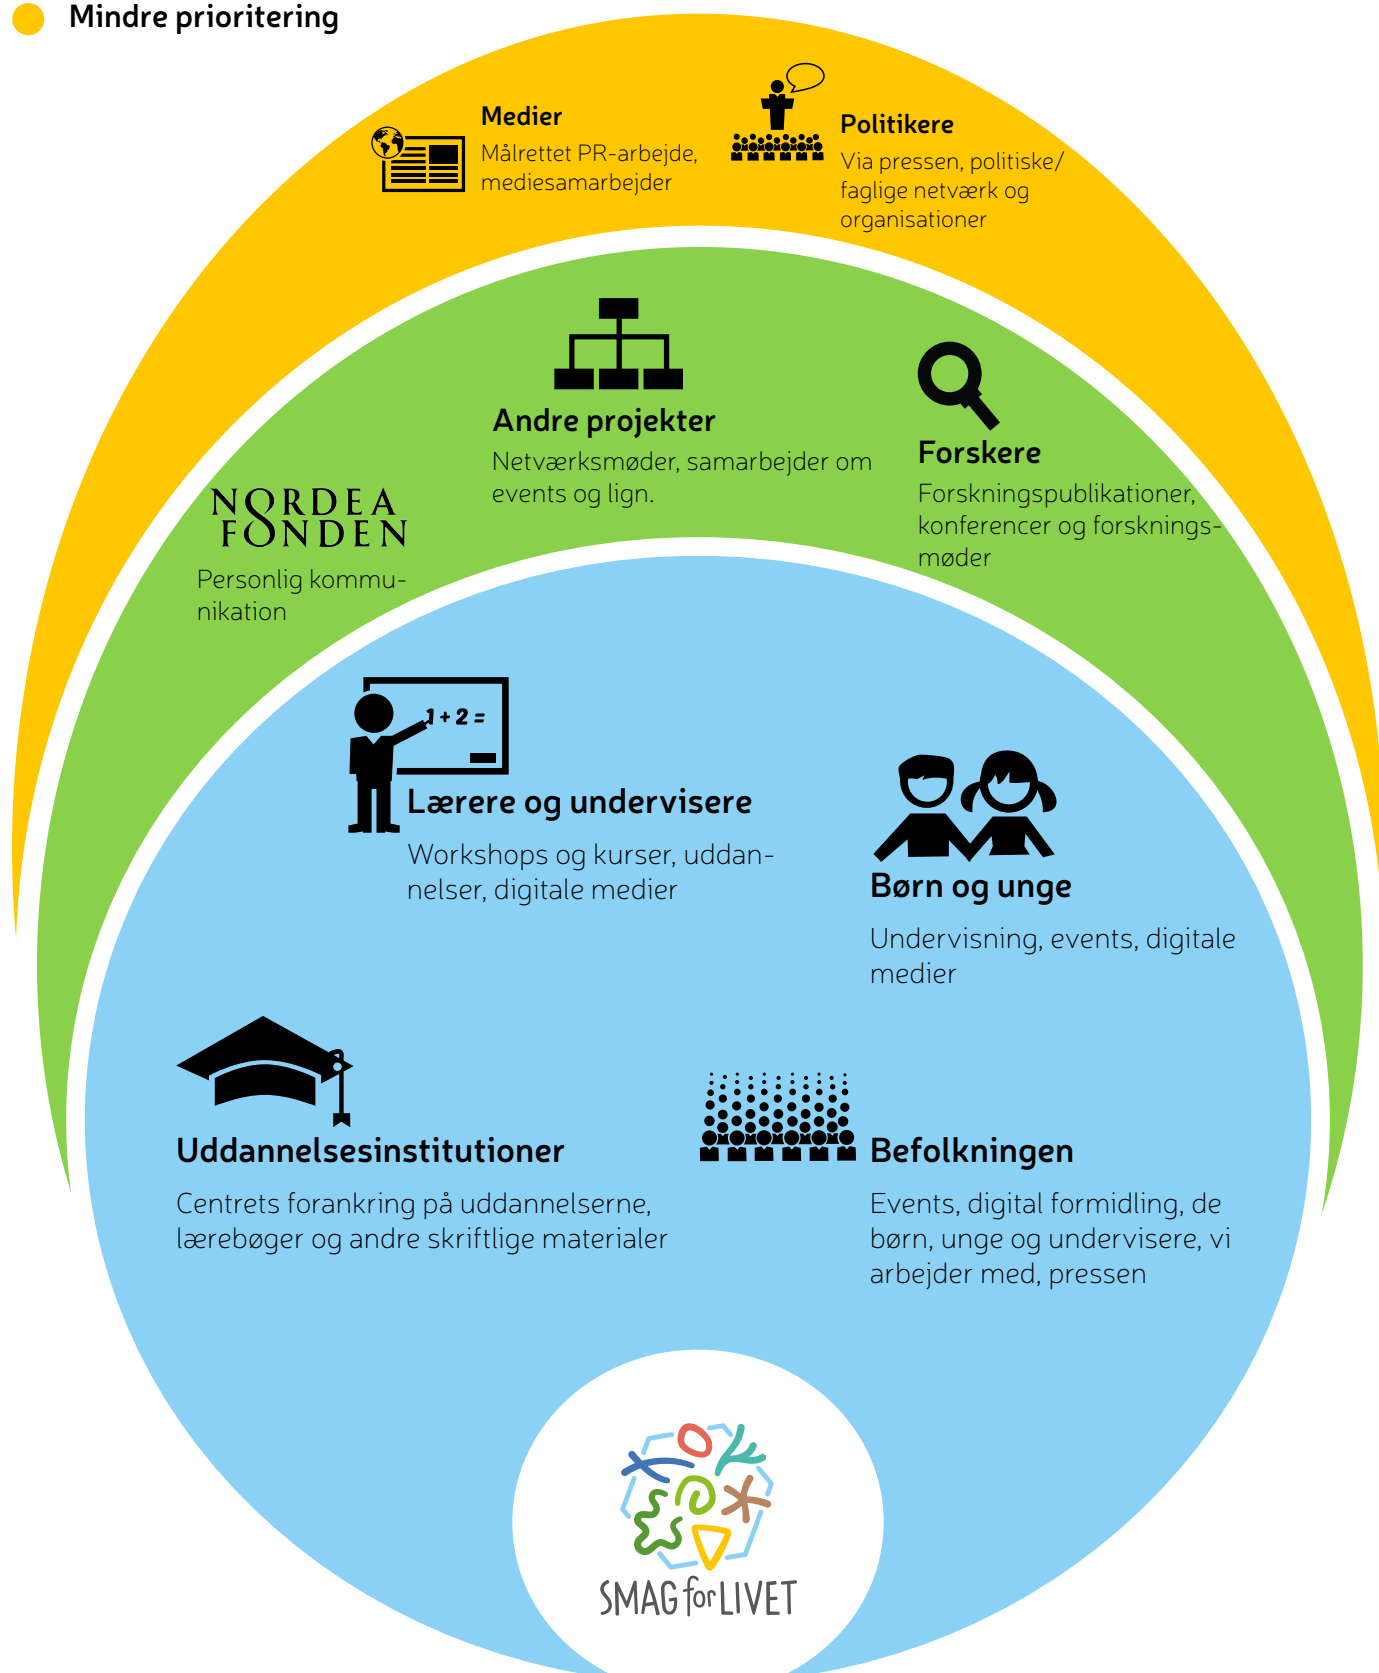 Mindre prioritering
Medier
Målrettet PR-arbejde,
mediesamarbejder
Politikere
Via pressen, politiske/
faglige netværk og
organisationer
Andre projekter
Netværksmøder, samarbejder om
events og lign.
Forskere
Forskningspublikationer,
konferencer og forsknings-
møder
NORDEA
FONDEN
Personlig kommu-
nikation
1 + 2 =
Lærere og undervisere
Workshops og kurser, uddan-
nelser, digitale medier
Børn og unge
Undervisning, events, digitale
medier
Uddannelsesinstitutioner
Centrets forankring på uddannelserne,
lærebøger og andre skriftlige materialer
Befolkningen
Events, digital formidling, de
børn, unge og undervisere, vi
arbejder med, pressen
SMAG for LIVET